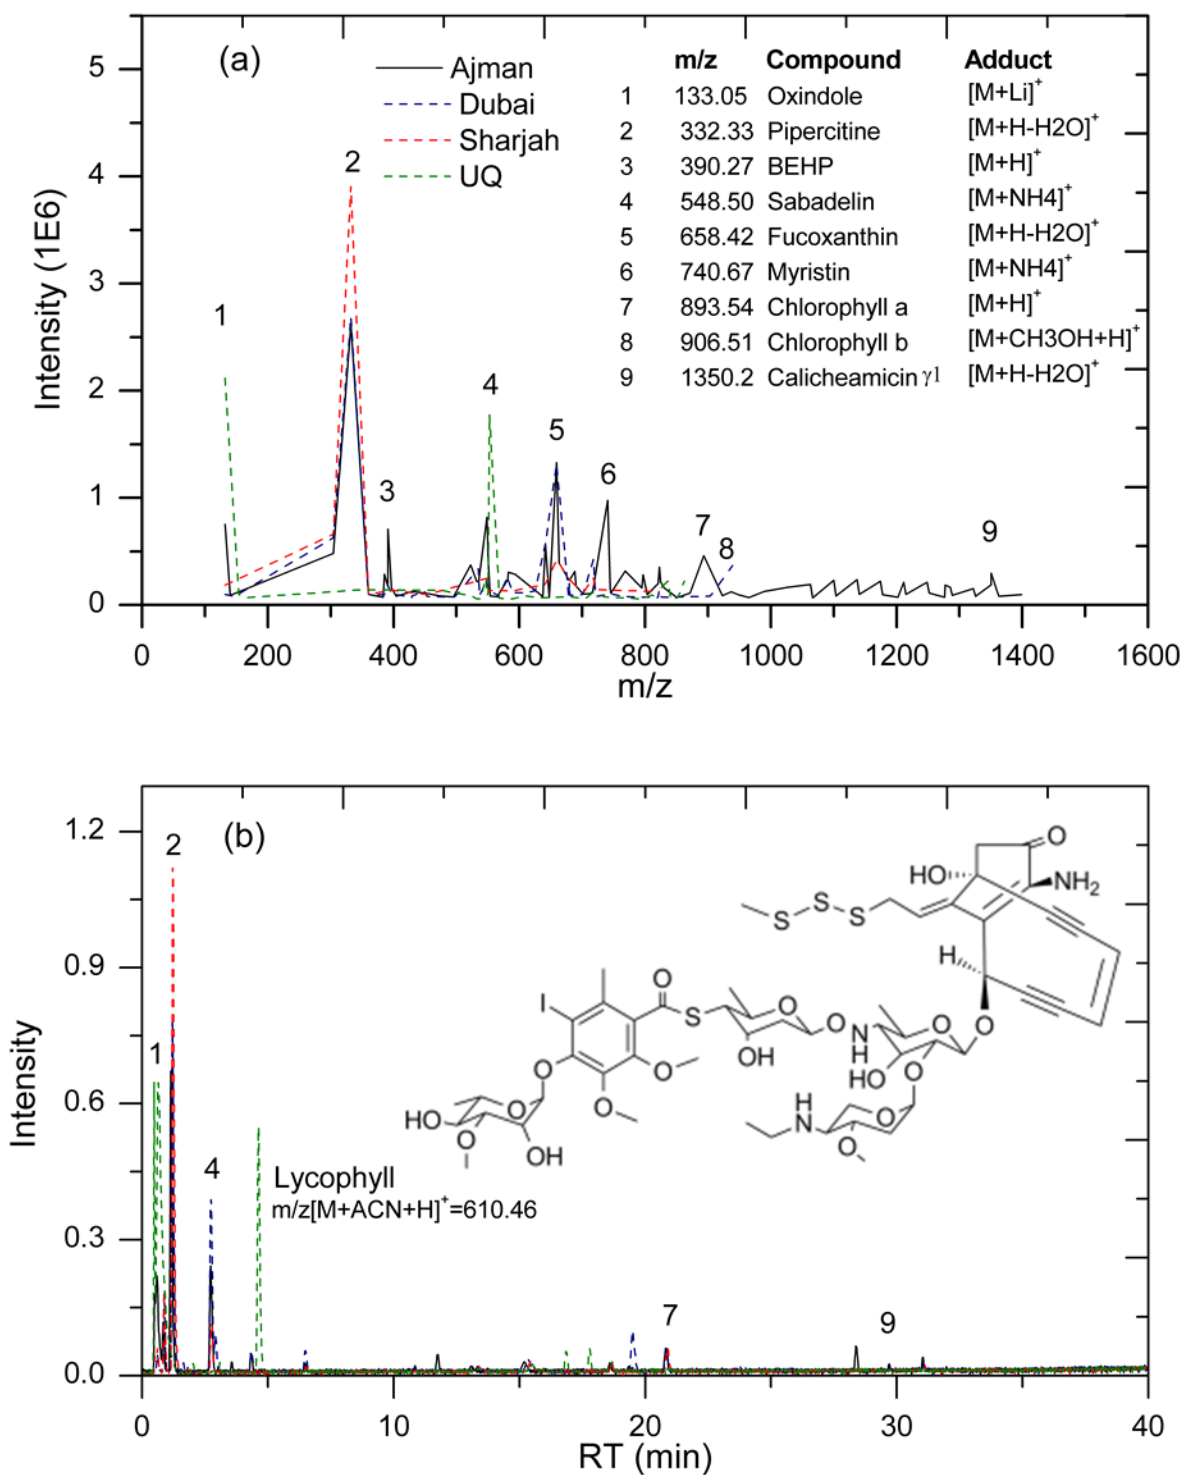 (a)
Ajman
Dubai
Sharjah
UQ
m/z Compound Adduct
1 133.05 Oxindole [M+Li]+
2 332.33 Pipercitine [M+H-H2O]+
3 390.27 BEHP [M+H]+
4 548.50 Sabadelin [M+NH4]+
5 658.42 Fucoxanthin [M+H-H2O]+
6 740.67 Myristin [M+NH4]+
7 893.54 Chlorophyll a [M+H]+
8 906.51 Chlorophyll b [M+CH3OH+H]+
9 1350.2 Calicheamicin γ1 [M+H-H2O]+
Intensity (1E6)
5
4
3
2
1
0
1
2
3
4
5
6
7
8
9
0 200 400 600 800 1000 1200 1400 1600
m/z
(b)
Intensity
1.2
0.9
0.6
0.3
0.0
1
2
4
7
9
Lycophyll
m/z[M+ACN+H]+=610.46
O
HO
NH2
S S S
H
I
O
S
O
O
N
H
O
O
OH
HO
O
O
O
O
H
N
O
O
O
HO
O
OH
0 10 20 30 40
RT (min)